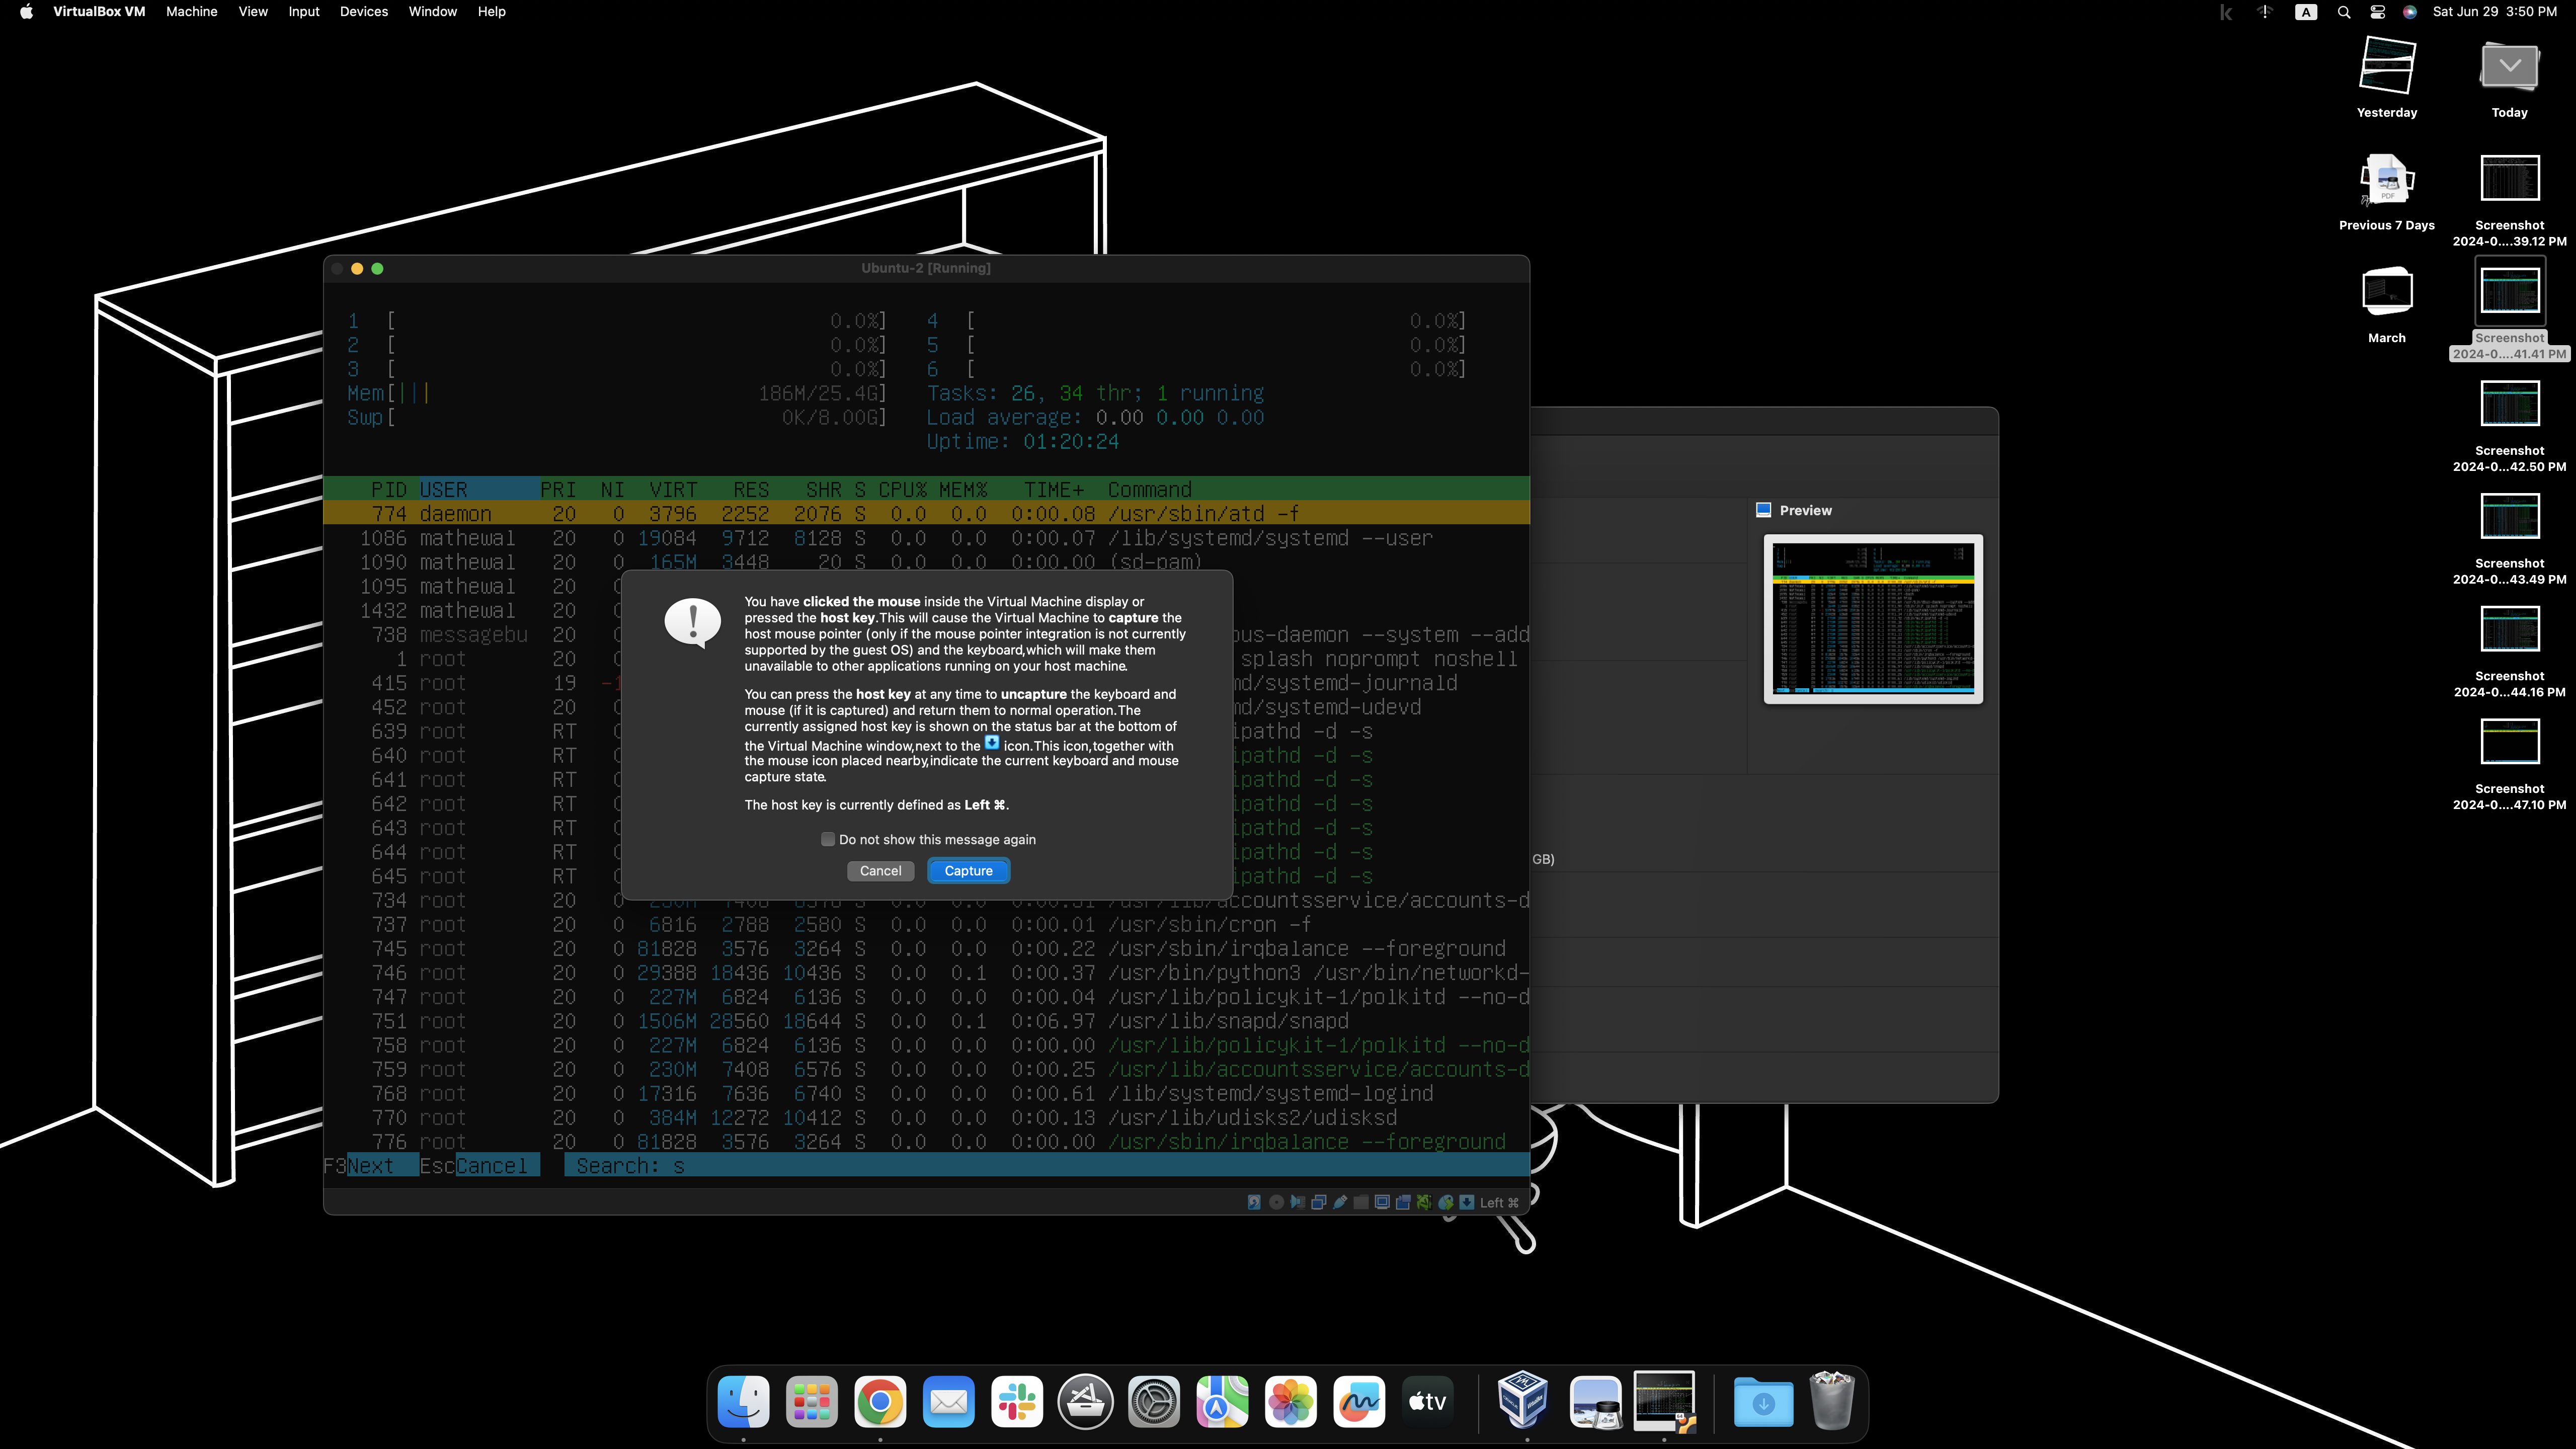 VirtualBox VM Machine View Input Devices Window Help
A Sat Jun 29 3:50 PM
Yesterday
Today
Previous 7 Days
Screenshot
2024-0....39.12 PM
March
Screenshot
2024-0....41.41 PM
Screenshot
2024-0....42.50 PM
Screenshot
2024-0....43.49 PM
Screenshot
2024-0....44.16 PM
Screenshot
2024-0....47.10 PM
Ubuntu-2 [Running]
1 [ 0.0%] 4 [ 0.0%]
2 [ 0.0%] 5 [ 0.0%]
3 [ 0.0%] 6 [ 0.0%]
Mem[||| 186M/25.4G] Tasks: 26, 34 thr; 1 running
Swp[ 0K/8.00G] Load average: 0.00 0.00 0.00
Uptime: 01:20:24
PID USER PRI NI VIRT RES SHR S CPU% MEM% TIME+ Command
774 daemon 20 0 3796 2252 2076 S 0.0 0.0 0:00.08 /usr/sbin/atd -f
1086 mathewal 20 0 19084 9712 8128 S 0.0 0.0 0:00.07 /lib/systemd/systemd --user
1090 mathewal 20 0 165M 3448 20 S 0.0 0.0 0:00.00 (sd-pam)
1095 mathewal 20
1432 mathewal 20
738 messagebu 20 bus-daemon --system --add
1 root 20 splash noprompt noshell
415 root 19 -1 md/systemd-journald
452 root 20 md/systemd-udevd
639 root RT ipathd -d -s
640 root RT ipathd -d -s
641 root RT ipathd -d -s
642 root RT ipathd -d -s
643 root RT ipathd -d -s
644 root RT ipathd -d -s
645 root RT ipathd -d -s
734 root 20 accountsservice/accounts-d
737 root 20 0 6816 2788 2580 S 0.0 0.0 0:00.01 /usr/sbin/cron -f
745 root 20 0 81828 3576 3264 S 0.0 0.0 0:00.22 /usr/sbin/irqbalance --foreground
746 root 20 0 29388 18436 10436 S 0.0 0.1 0:00.37 /usr/bin/python3 /usr/bin/networkd-
747 root 20 0 227M 6824 6136 S 0.0 0.0 0:00.04 /usr/lib/policykit-1/polkitd --no-d
751 root 20 0 1506M 28560 18644 S 0.0 0.1 0:06.97 /usr/lib/snapd/snapd
758 root 20 0 227M 6824 6136 S 0.0 0.0 0:00.00 /usr/lib/policykit-1/polkitd --no-d
759 root 20 0 230M 7408 6576 S 0.0 0.0 0:00.25 /usr/lib/accountsservice/accounts-d
768 root 20 0 17316 7636 6740 S 0.0 0.0 0:00.61 /lib/systemd/systemd-logind
770 root 20 0 384M 12272 10412 S 0.0 0.0 0:00.13 /usr/lib/udisks2/udisksd
776 root 20 0 81828 3576 3264 S 0.0 0.0 0:00.00 /usr/sbin/irqbalance --foreground
F3Next EscCancel Search: s
Left ⌘
You have clicked the mouse inside the Virtual Machine display or
pressed the host key.This will cause the Virtual Machine to capture the
host mouse pointer (only if the mouse pointer integration is not currently
supported by the guest OS) and the keyboard,which will make them
unavailable to other applications running on your host machine.
You can press the host key at any time to uncapture the keyboard and
mouse (if it is captured) and return them to normal operation.The
currently assigned host key is shown on the status bar at the bottom of
the Virtual Machine window,next to the icon.This icon,together with
the mouse icon placed nearby,indicate the current keyboard and mouse
capture state.
The host key is currently defined as Left ⌘.
Do not show this message again
Cancel Capture
Preview
GB)
PDF
tv